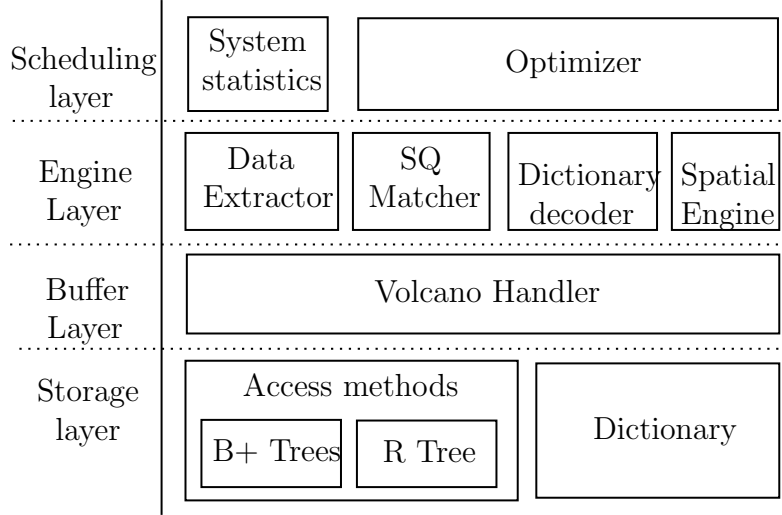 Scheduling
layer
System
statistics
Optimizer
Engine
Layer
Data
Extractor
SQ
Matcher
Dictionary
decoder
Spatial
Engine
Buffer
Layer
Volcano Handler
Storage
layer
Access methods
B+ Trees
R Tree
Dictionary